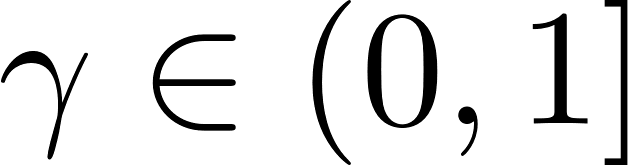 γ ∈ (0, 1]